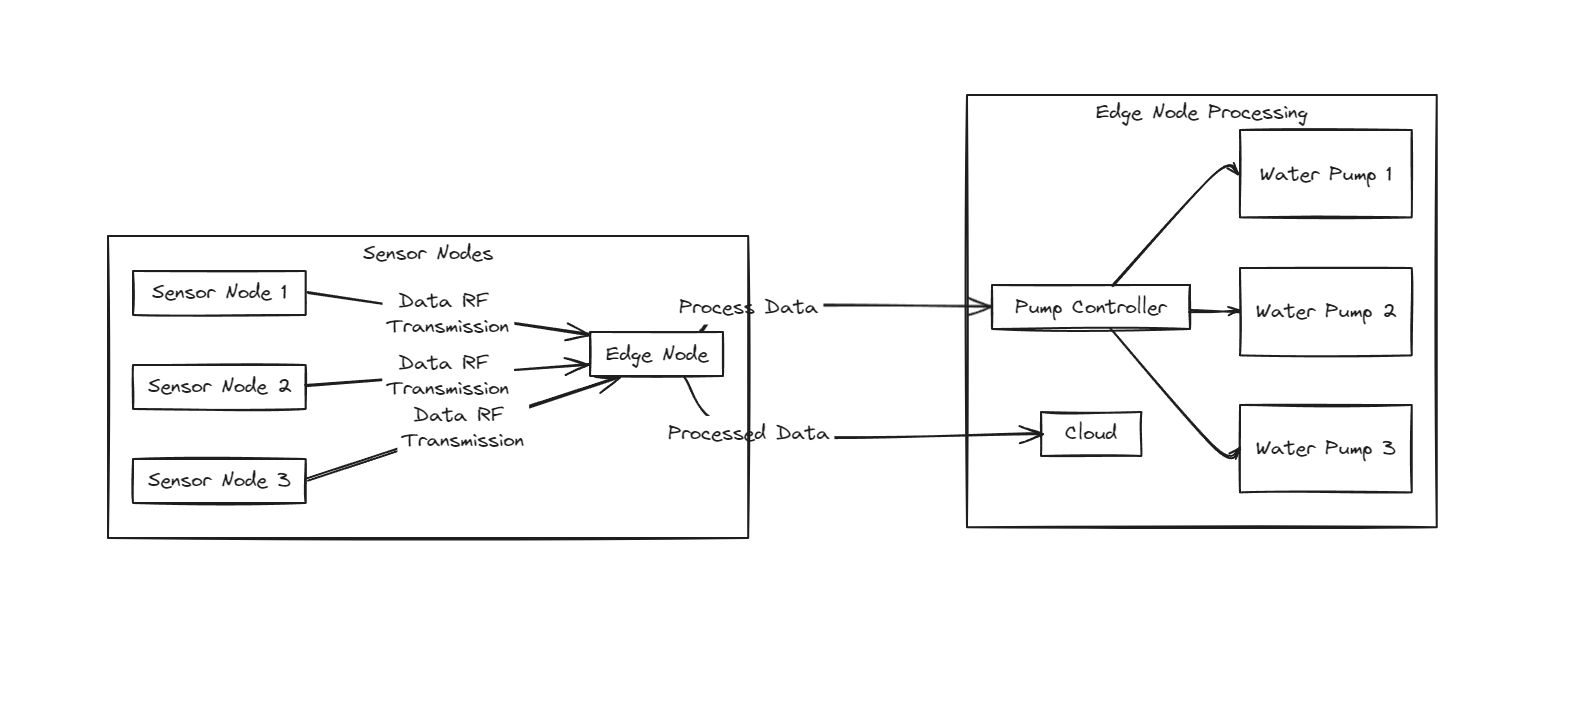 Sensor Nodes
Sensor Node 1
Data RF
Transmission
Sensor Node 2
Data RF
Transmission
Sensor Node 3
Data RF
Transmission
Edge Node
Process Data
Processed Data
Edge Node Processing
Pump Controller
Cloud
Water Pump 1
Water Pump 2
Water Pump 3